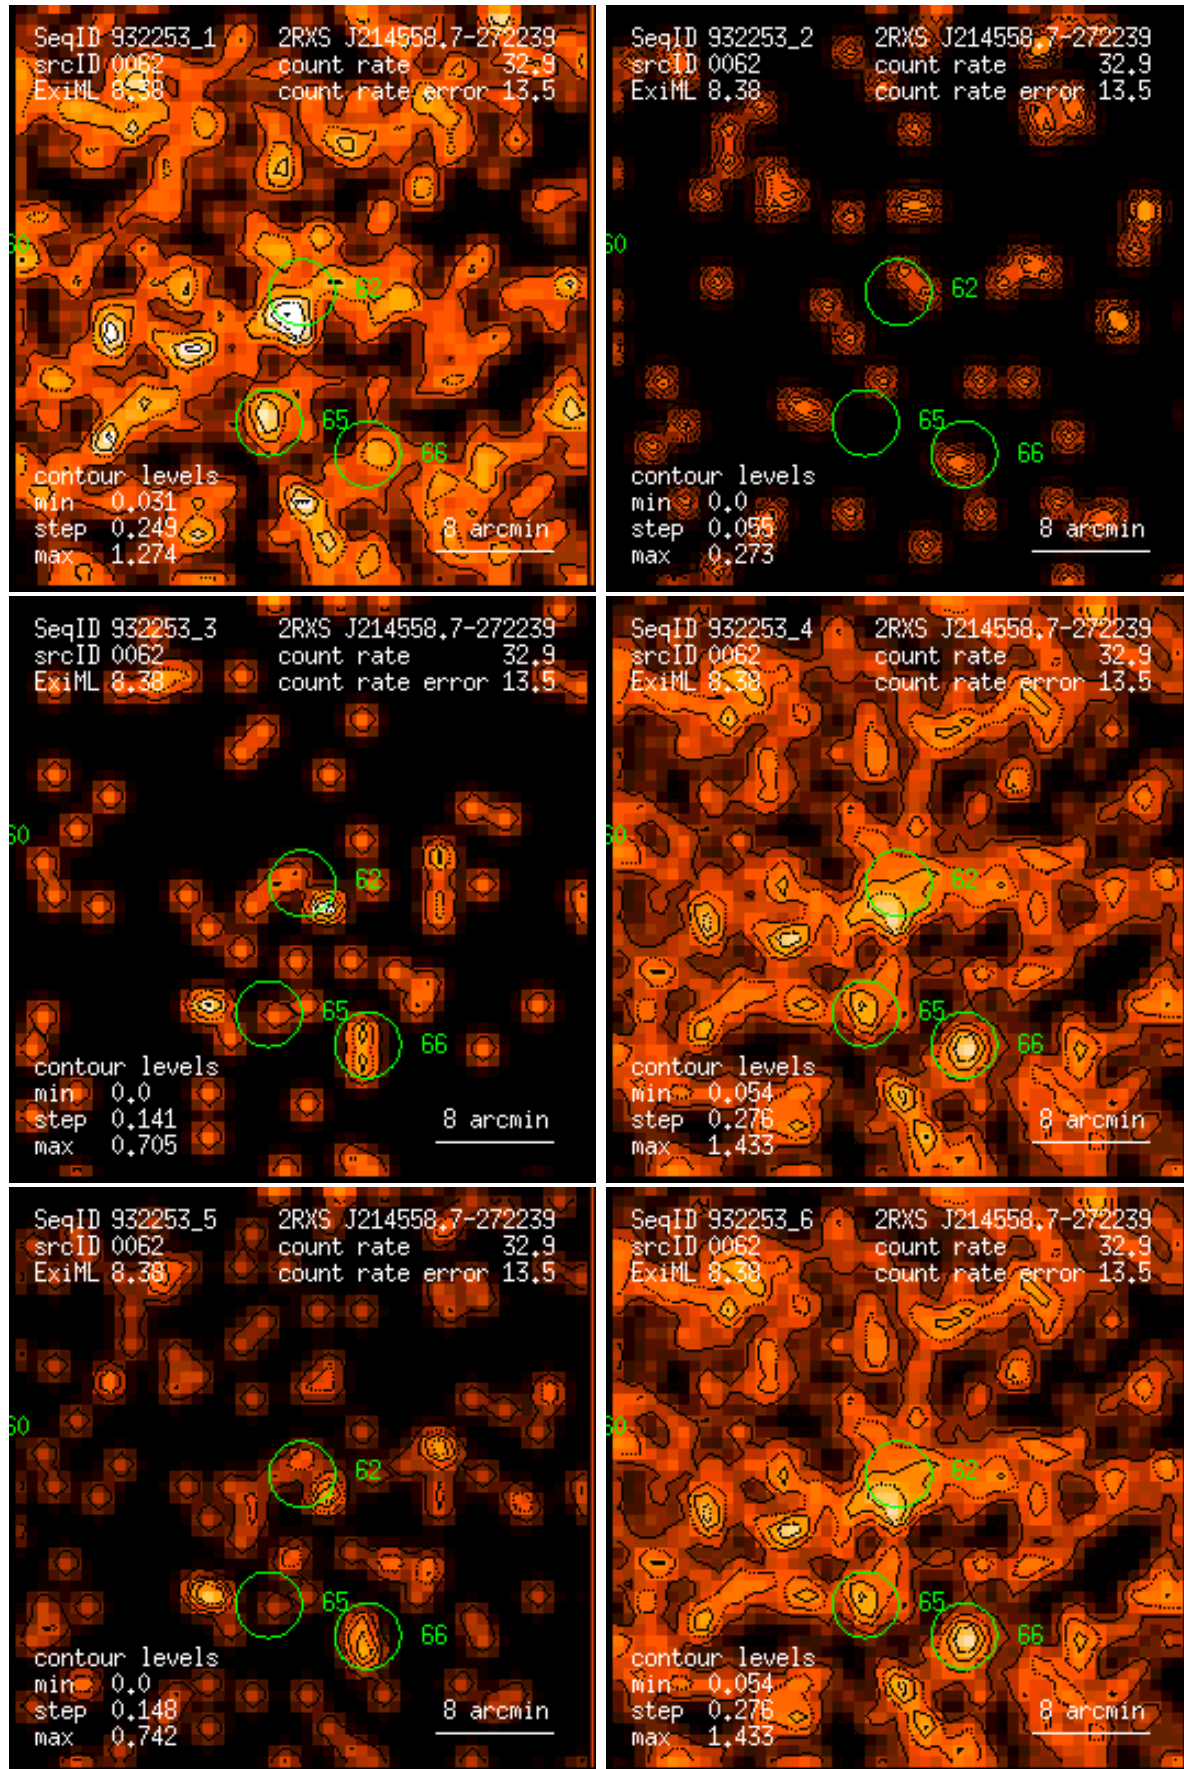 SeqID 932253_1 2RXS J214558.7-272239
srcID 0062 count rate 32.9
ExiML 8.38 count rate error 13.5
60
62
65
66
contour levels
min 0.031
step 0.249 8 arcmin
max 1.274
SeqID 932253_2 2RXS J214558.7-272239
srcID 0062 count rate 32.9
ExiML 8.38 count rate error 13.5
60
62
65
66
contour levels
min 0.0
step 0.055 8 arcmin
max 0.273
SeqID 932253_3 2RXS J214558.7-272239
srcID 0062 count rate 32.9
ExiML 8.38 count rate error 13.5
60
62
65
66
contour levels
min 0.0
step 0.141 8 arcmin
max 0.705
SeqID 932253_4 2RXS J214558.7-272239
srcID 0062 count rate 32.9
ExiML 8.38 count rate error 13.5
60
62
65
66
contour levels
min 0.054
step 0.276 8 arcmin
max 1.433
SeqID 932253_5 2RXS J214558.7-272239
srcID 0062 count rate 32.9
ExiML 8.38 count rate error 13.5
60
62
65
66
contour levels
min 0.0
step 0.148 8 arcmin
max 0.742
SeqID 932253_6 2RXS J214558.7-272239
srcID 0062 count rate 32.9
ExiML 8.38 count rate error 13.5
60
62
65
66
contour levels
min 0.054
step 0.276 8 arcmin
max 1.433